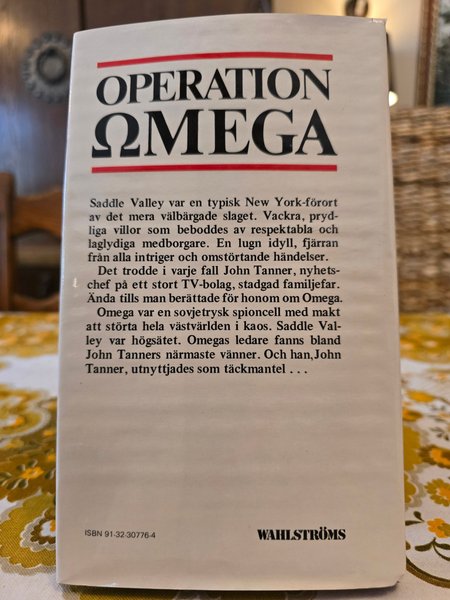 OPERATION
ΩMEGA
Saddle Valley var en typisk New York-förort
av det mera välbärgade slaget. Vackra, pryd-
liga villor som beboddes av respektabla och
laglydiga medborgare. En lugn idyll, fjärran
från alla intriger och omstörtande händelser.
Det trodde i varje fall John Tanner, nyhets-
chef på ett stort TV-bolag, stadgad familjefar.
Ända tills man berättade för honom om Omega.
Omega var en sovjetrysk spioncell med makt
att störta hela västvärlden i kaos. Saddle Val-
ley var högsätet. Omegas ledare fanns bland
John Tanners närmaste vänner. Och han, John
Tanner, utnyttjades som täckmantel . . .
ISBN 91-32-30776-4
WAHLSTRÖMS